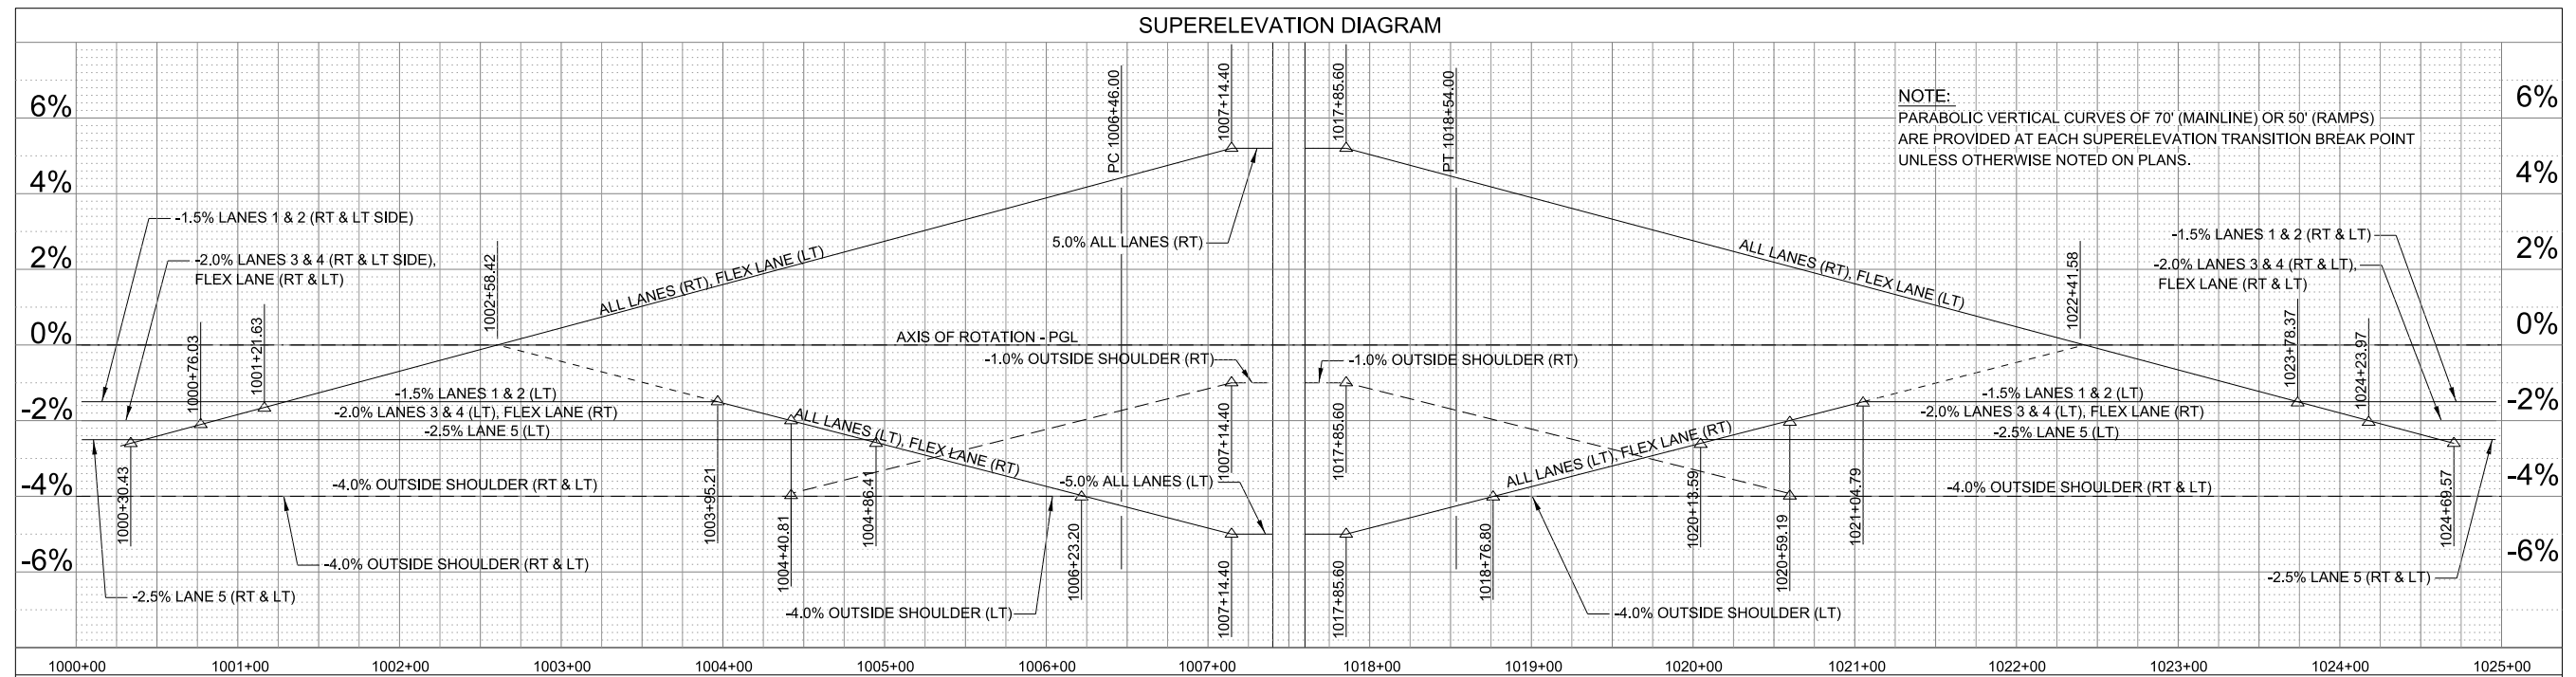 SUPERELEVATION DIAGRAM
6%
4%
2%
0%
-2%
-4%
-6%
6%
4%
2%
0%
-2%
-4%
-6%
NOTE:
PARABOLIC VERTICAL CURVES OF 70' (MAINLINE) OR 50' (RAMPS)
ARE PROVIDED AT EACH SUPERELEVATION TRANSITION BREAK POINT
UNLESS OTHERWISE NOTED ON PLANS.
-1.5% LANES 1 & 2 (RT & LT SIDE)
-2.0% LANES 3 & 4 (RT & LT SIDE),
FLEX LANE (RT & LT)
1000+30.43
1000+76.03
1001+21.63
1002+58.42
1003+95.21
1004+40.81
1004+86.41
1006+23.20
PC 1006+46.00
1007+14.40
1007+14.40
1007+14.40
ALL LANES (RT), FLEX LANE (LT)
AXIS OF ROTATION - PGL
5.0% ALL LANES (RT)
-1.0% OUTSIDE SHOULDER (RT)
-1.5% LANES 1 & 2 (LT)
-2.0% LANES 3 & 4 (LT), FLEX LANE (RT)
-2.5% LANE 5 (LT)
ALL LANES (LT), FLEX LANE (RT)
-4.0% OUTSIDE SHOULDER (RT & LT)
-5.0% ALL LANES (LT)
-4.0% OUTSIDE SHOULDER (RT & LT)
-2.5% LANE 5 (RT & LT)
-4.0% OUTSIDE SHOULDER (LT)
1017+85.60
1017+85.60
1017+85.60
PT 1018+54.00
1018+76.80
1020+13.59
1020+59.19
1021+04.79
1022+41.58
1023+78.37
1024+23.97
1024+69.57
ALL LANES (RT), FLEX LANE (LT)
-1.5% LANES 1 & 2 (RT & LT)
-2.0% LANES 3 & 4 (RT & LT),
FLEX LANE (RT & LT)
-1.0% OUTSIDE SHOULDER (RT)
-1.5% LANES 1 & 2 (LT)
-2.0% LANES 3 & 4 (LT), FLEX LANE (RT)
-2.5% LANE 5 (LT)
ALL LANES (LT), FLEX LANE (RT)
-4.0% OUTSIDE SHOULDER (RT & LT)
-2.5% LANE 5 (RT & LT)
-4.0% OUTSIDE SHOULDER (LT)
1000+00
1001+00
1002+00
1003+00
1004+00
1005+00
1006+00
1007+00
1018+00
1019+00
1020+00
1021+00
1022+00
1023+00
1024+00
1025+00